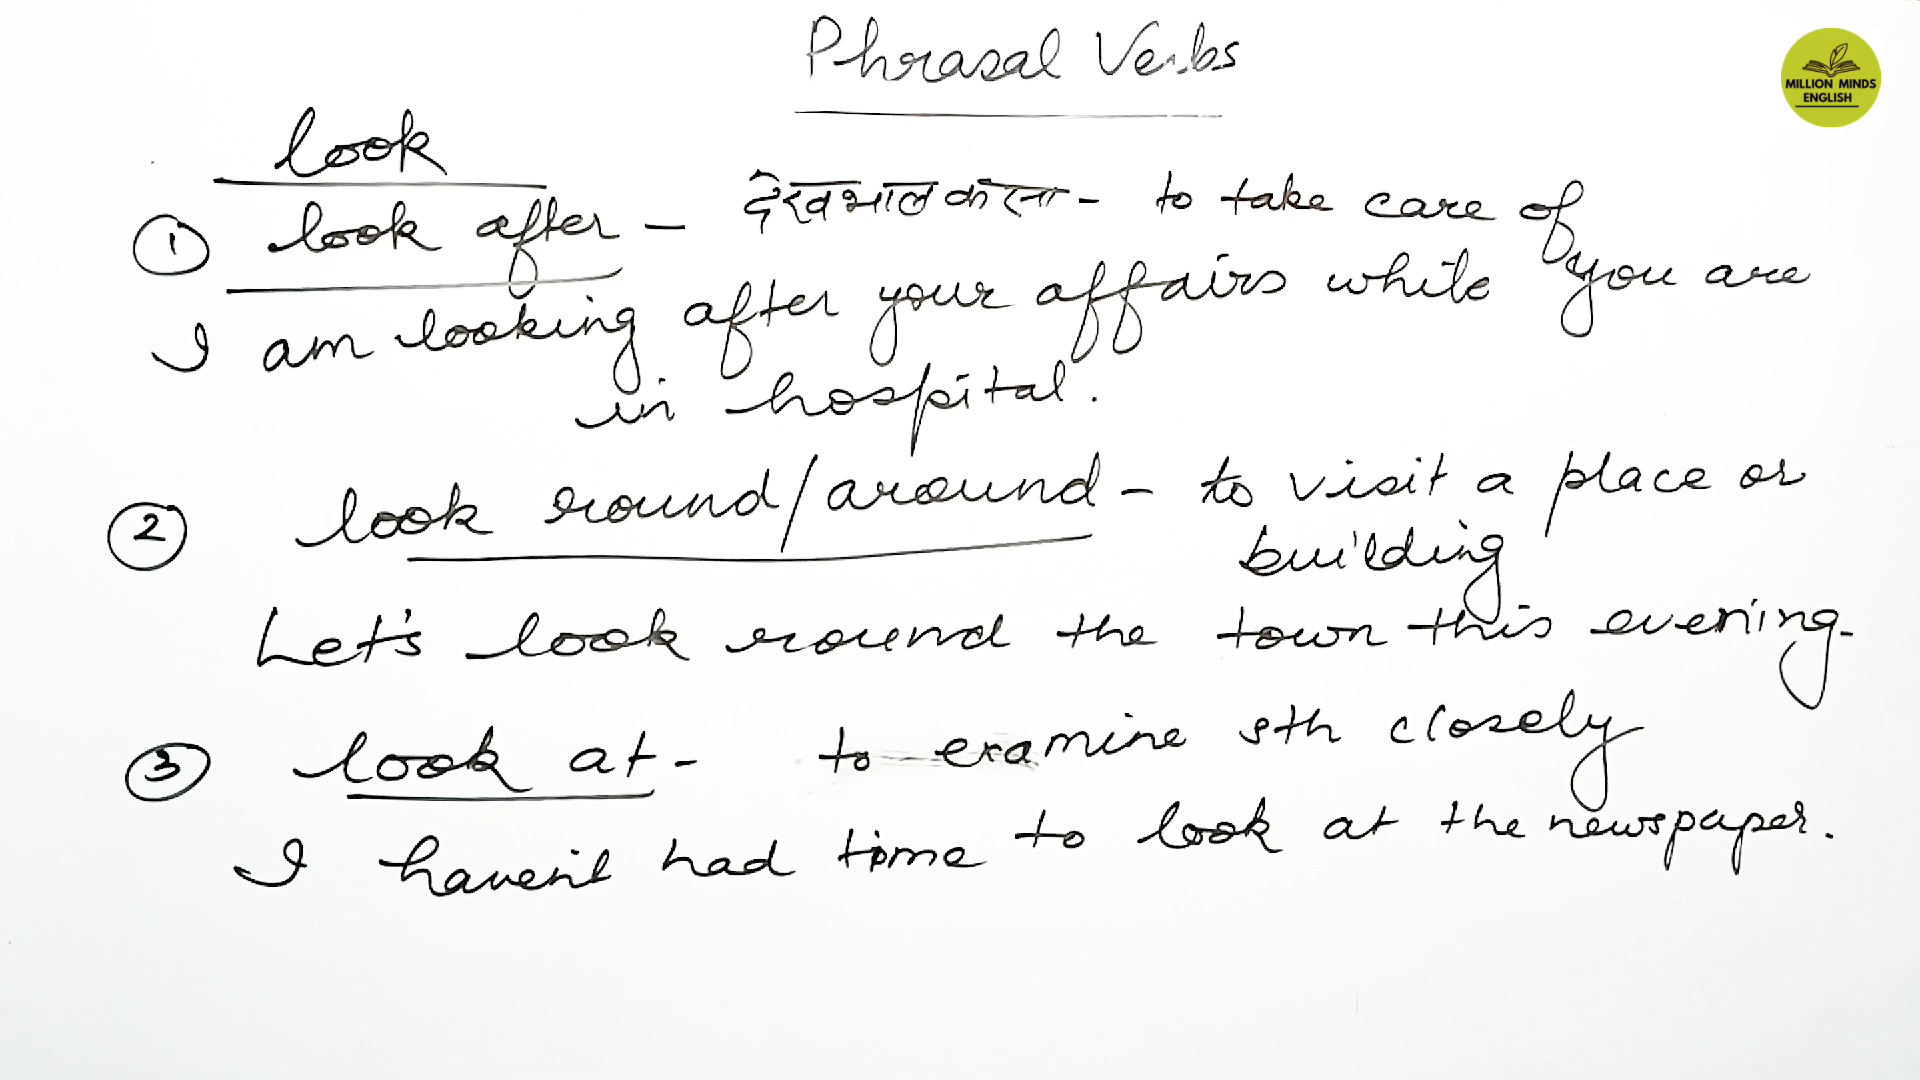 Phrasal Verbs
MILLION MINDS
ENGLISH
look
① look after - देखभाल करना - to take care of
I am looking after your affairs while you are
in hospital.
② look round/around - to visit a place or
building
Let's look round the town this evening.
③ look at - to examine sth closely
I haven't had time to look at the newspaper.